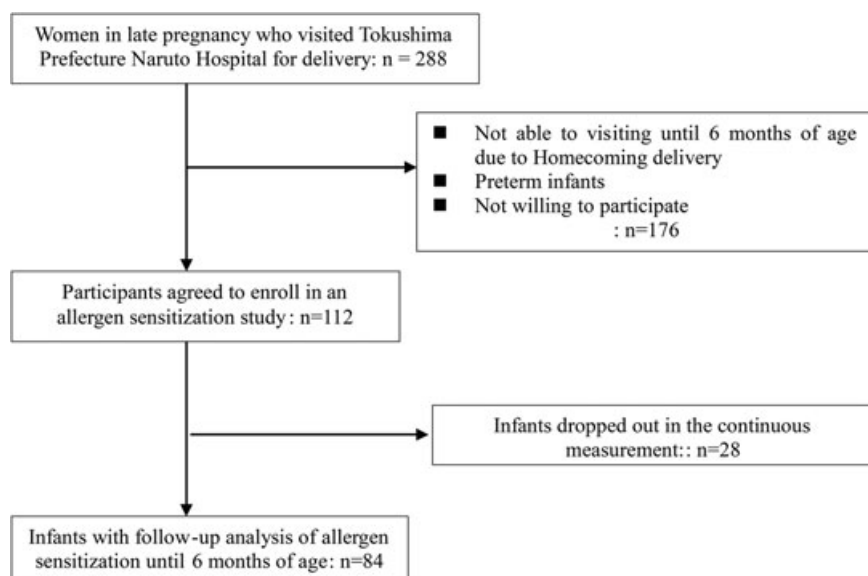 Women in late pregnancy who visited Tokushima
Prefecture Naruto Hospital for delivery: n = 288
■ Not able to visiting until 6 months of age
due to Homecoming delivery
■ Preterm infants
■ Not willing to participate
: n=176
Participants agreed to enroll in an
allergen sensitization study: n=112
Infants dropped out in the continuous
measurement:: n=28
Infants with follow-up analysis of allergen
sensitization until 6 months of age: n=84